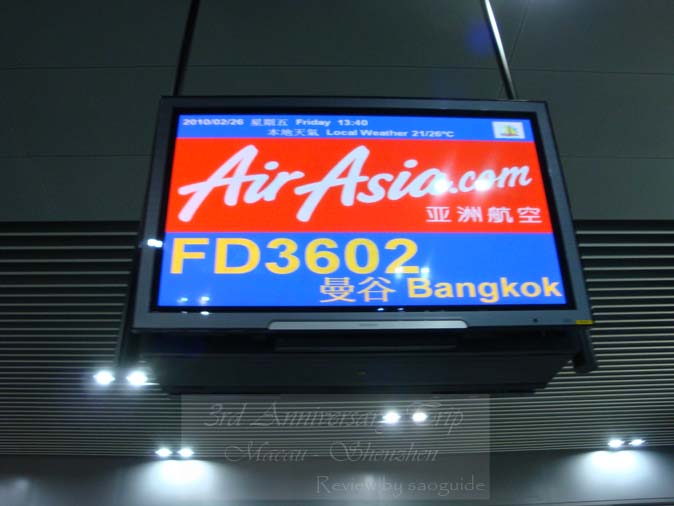 2010/02/26 星期五 Friday 13:40
本地天氣 Local Weather 21/26°C
AirAsia.com
亚洲航空
FD3602
曼谷 Bangkok
3rd Anniversary Trip
Macau - Shenzhen
Review by saoguide